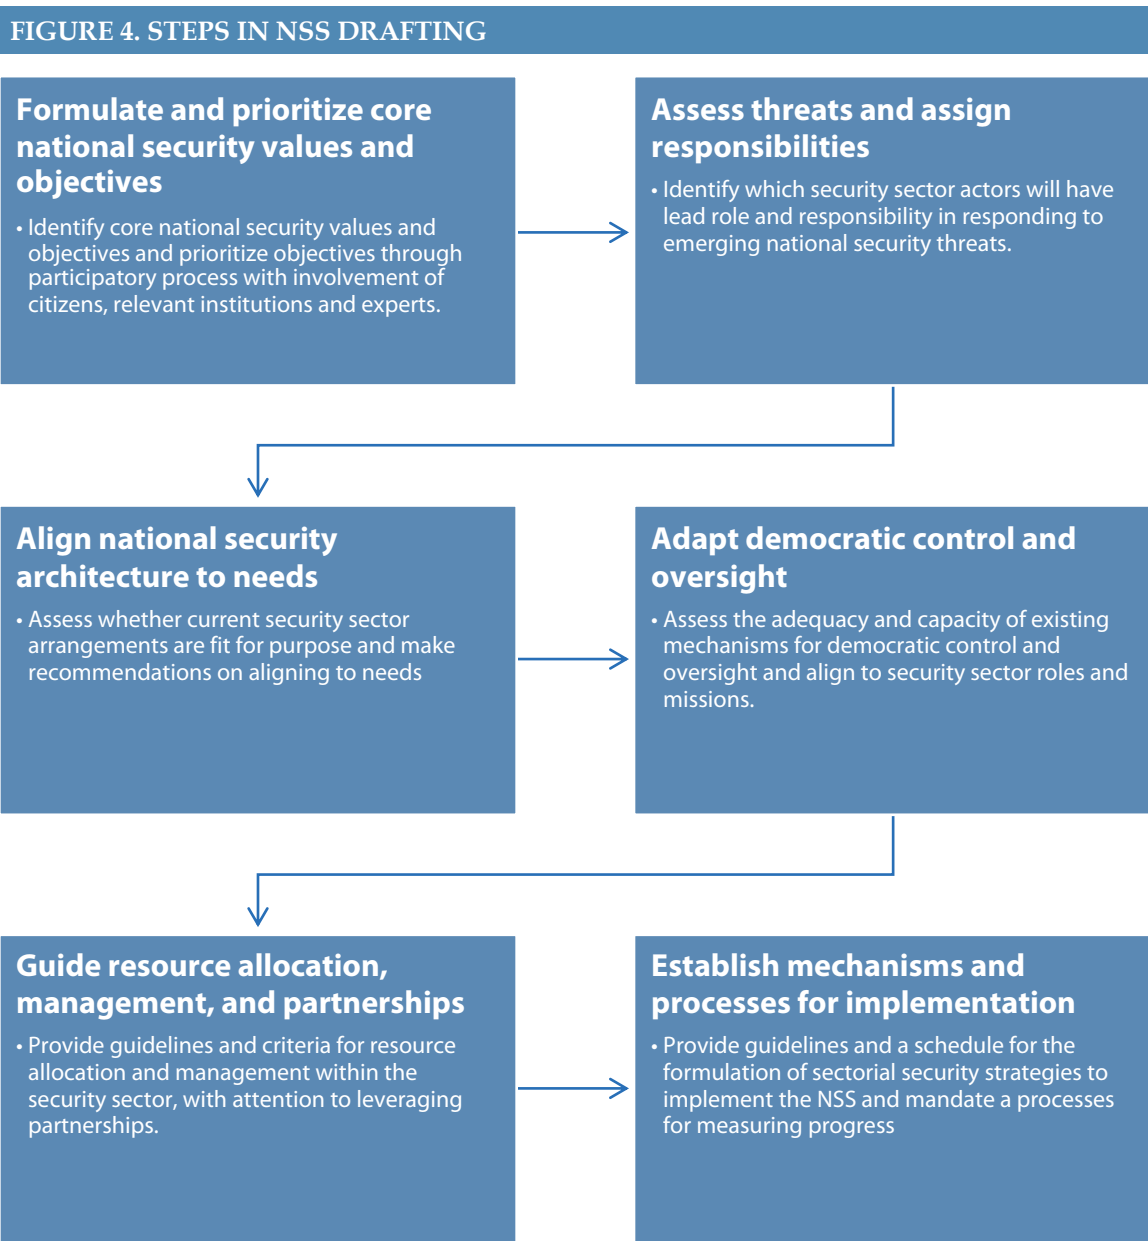 FIGURE 4. STEPS IN NSS DRAFTING
Formulate and prioritize core
national security values and
objectives
• Identify core national security values and
objectives and prioritize objectives through
participatory process with involvement of
citizens, relevant institutions and experts.
Assess threats and assign
responsibilities
• Identify which security sector actors will have
lead role and responsibility in responding to
emerging national security threats.
Align national security
architecture to needs
• Assess whether current security sector
arrangements are fit for purpose and make
recommendations on aligning to needs
Adapt democratic control and
oversight
• Assess the adequacy and capacity of existing
mechanisms for democratic control and
oversight and align to security sector roles and
missions.
Guide resource allocation,
management, and partnerships
• Provide guidelines and criteria for resource
allocation and management within the
security sector, with attention to leveraging
partnerships.
Establish mechanisms and
processes for implementation
• Provide guidelines and a schedule for the
formulation of sectorial security strategies to
implement the NSS and mandate a processes
for measuring progress